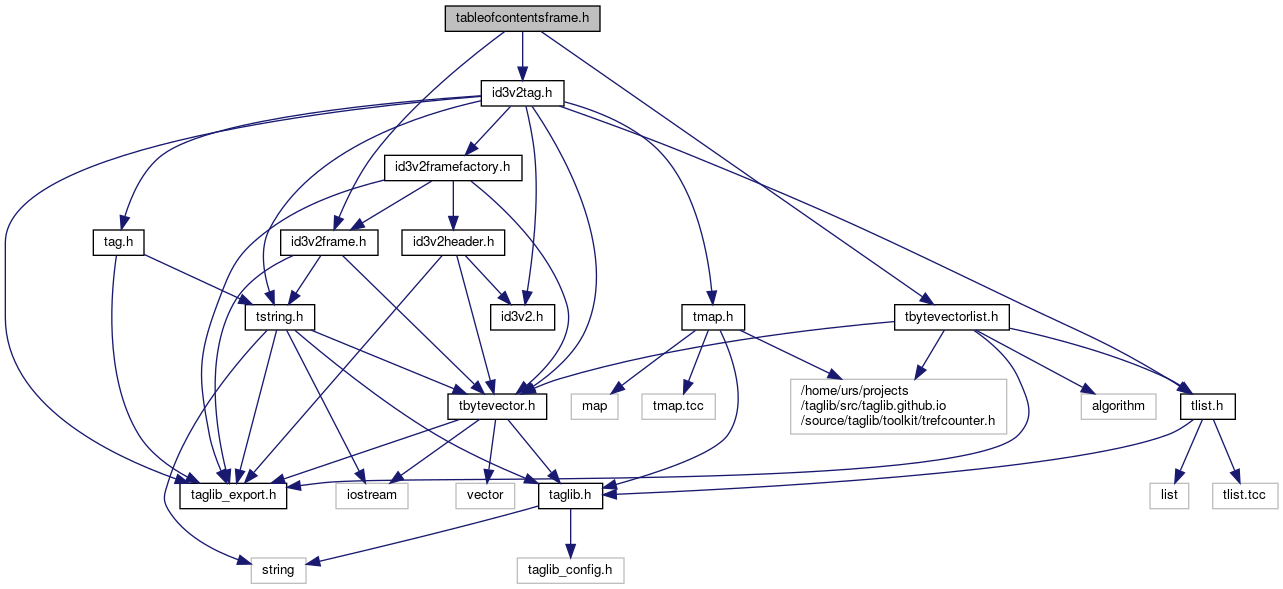 tableofcontentsframe.h
id3v2tag.h
id3v2framefactory.h
tag.h
id3v2frame.h
id3v2header.h
tstring.h
id3v2.h
tmap.h
tbytevectorlist.h
/home/urs/projects
/taglib/src/taglib.github.io
/source/taglib/toolkit/trefcounter.h
tbytevector.h
map
tmap.tcc
algorithm
tlist.h
taglib_export.h
iostream
vector
taglib.h
list
tlist.tcc
string
taglib_config.h